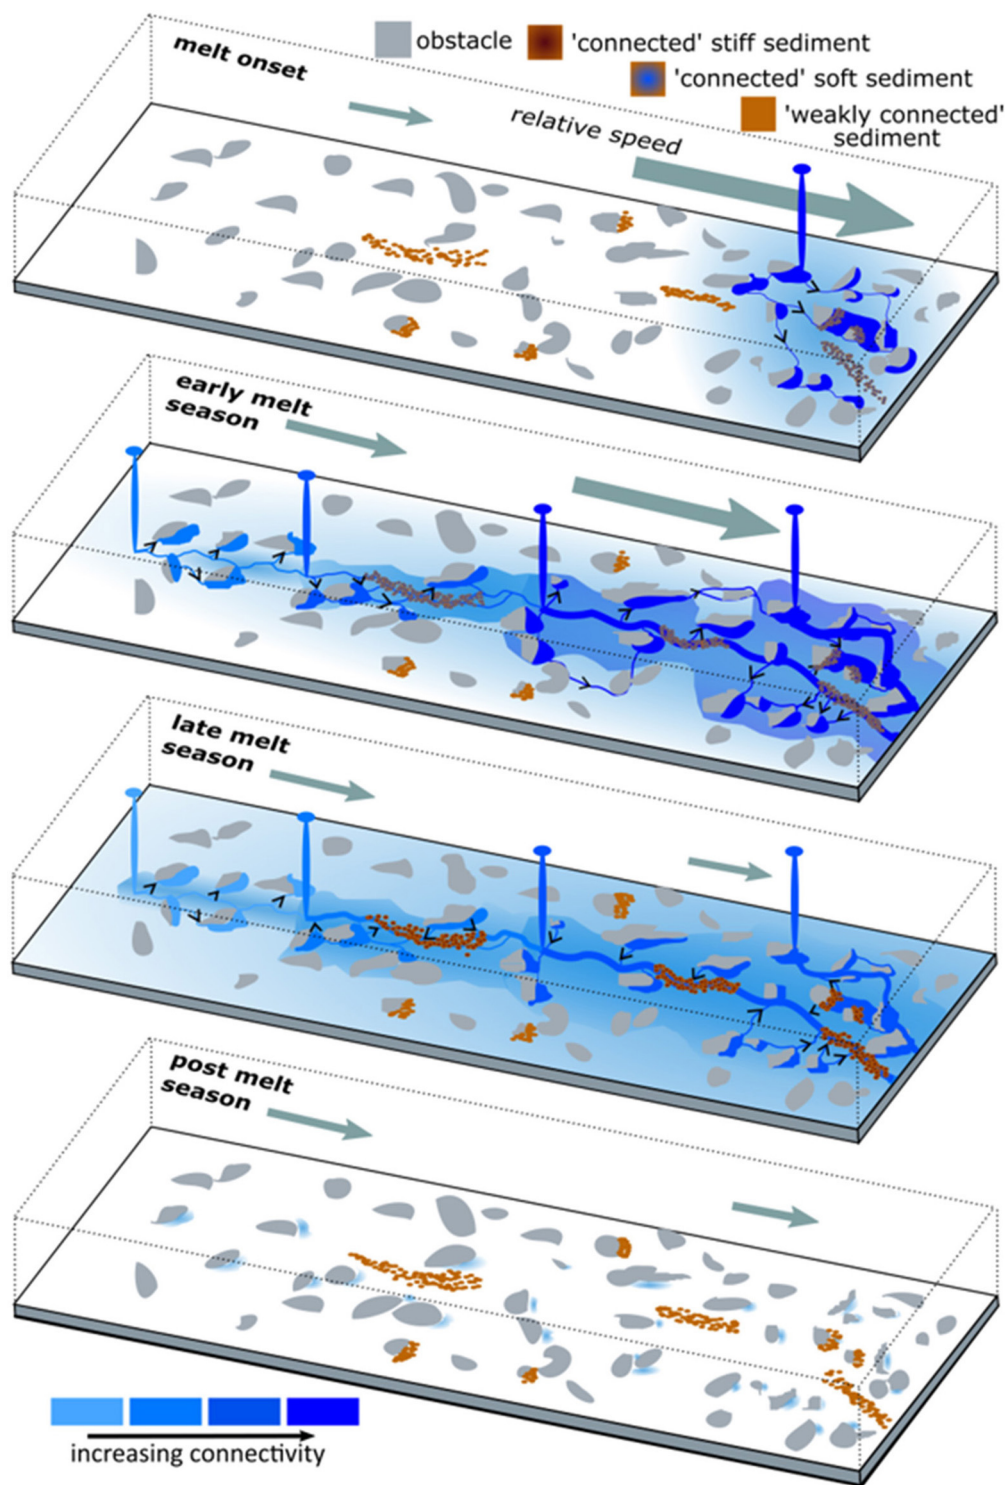 obstacle
'connected' stiff sediment
'connected' soft sediment
'weakly connected'
sediment
melt onset
relative speed
early melt
season
late melt
season
post melt
season
increasing connectivity